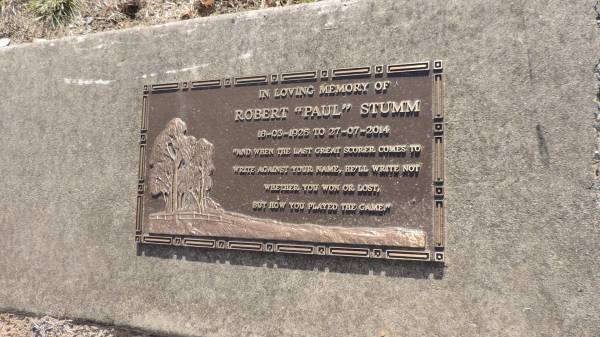 IN LOVING MEMORY OF
ROBERT "PAUL" STUMM
18-03-1925 TO 27-07-2014
"AND WHEN THE LAST GREAT SCORER COMES TO
WRITE AGAINST YOUR NAME, HE'LL WRITE NOT
WHETHER YOU WON OR LOST,
BUT HOW YOU PLAYED THE GAME."